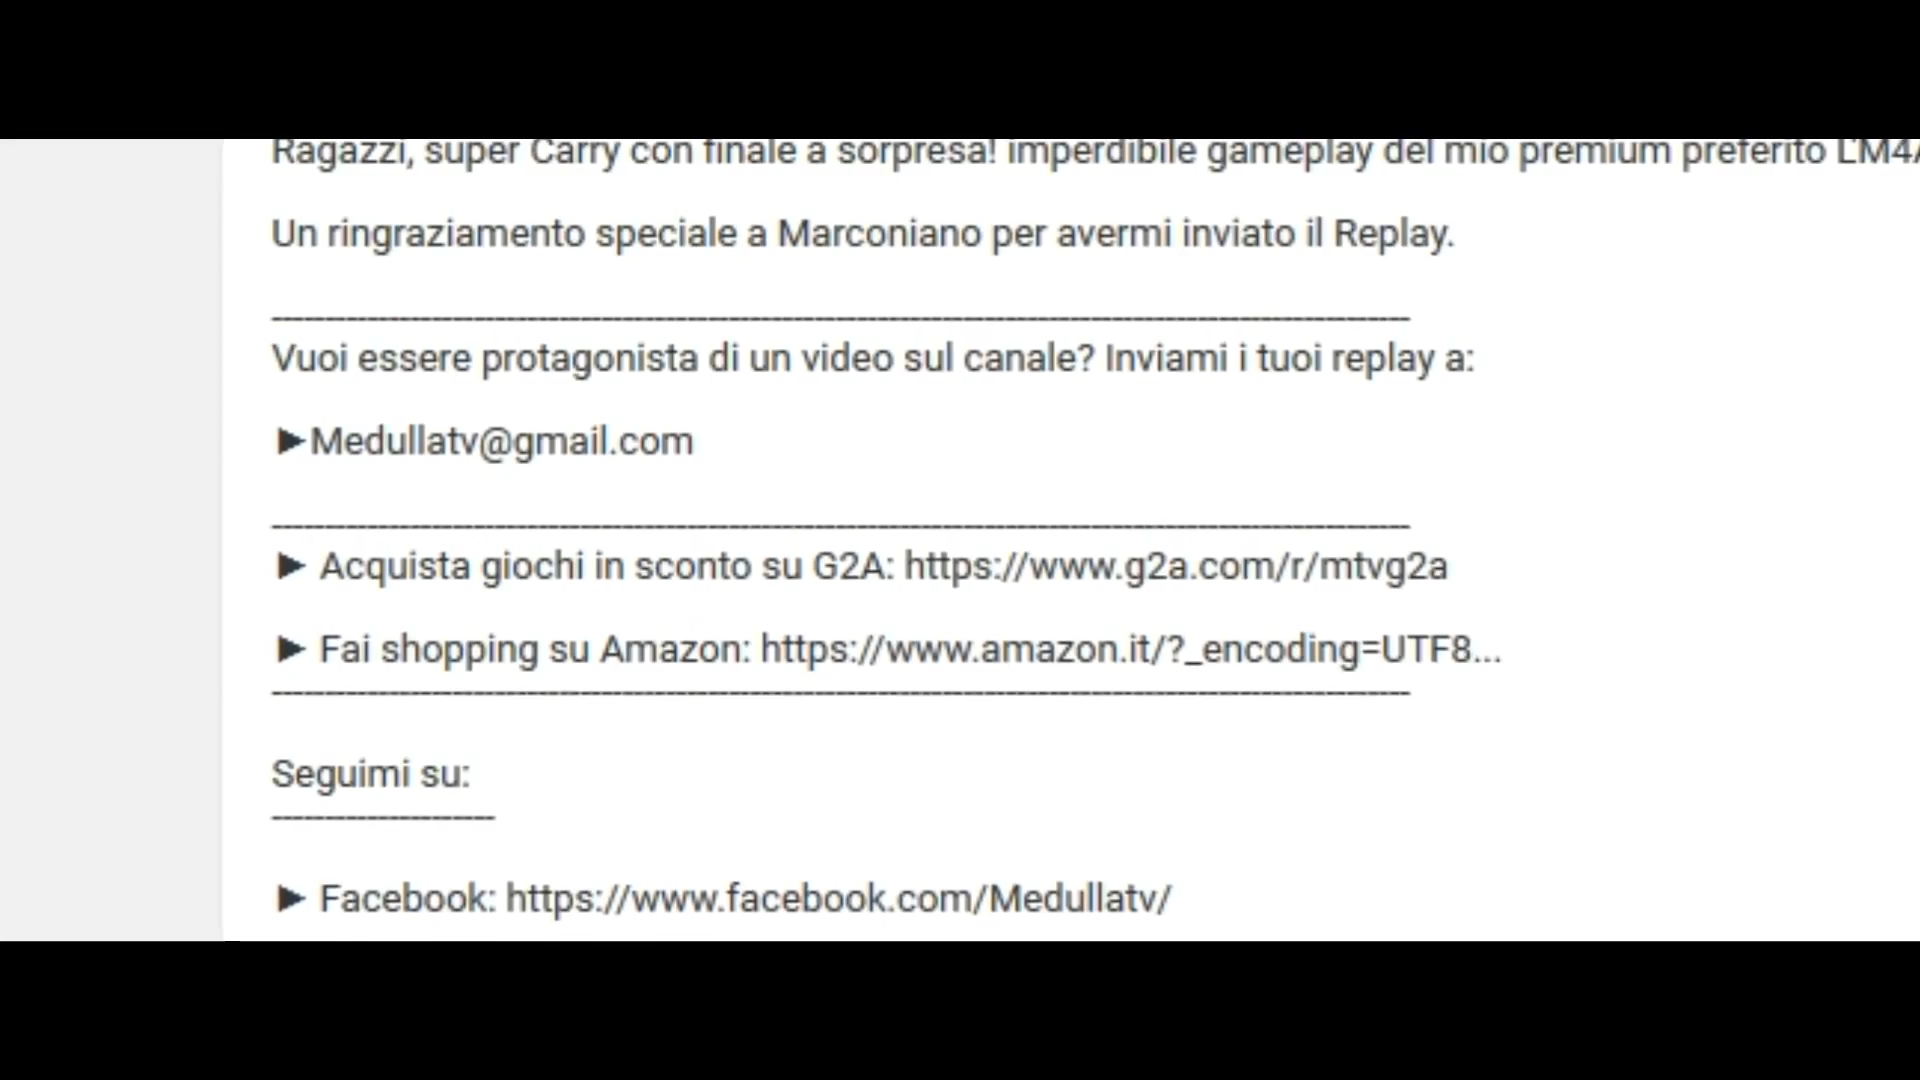 Ragazzi, super Carry con finale a sorpresa! imperdibile gameplay del mio premium preferito L'M4
Un ringraziamento speciale a Marconiano per avermi inviato il Replay.
Vuoi essere protagonista di un video sul canale? Inviami i tuoi replay a:
►Medullatv@gmail.com
► Acquista giochi in sconto su G2A: https://www.g2a.com/r/mtvg2a
► Fai shopping su Amazon: https://www.amazon.it/?_encoding=UTF8...
Seguimi su:
► Facebook: https://www.facebook.com/Medullatv/